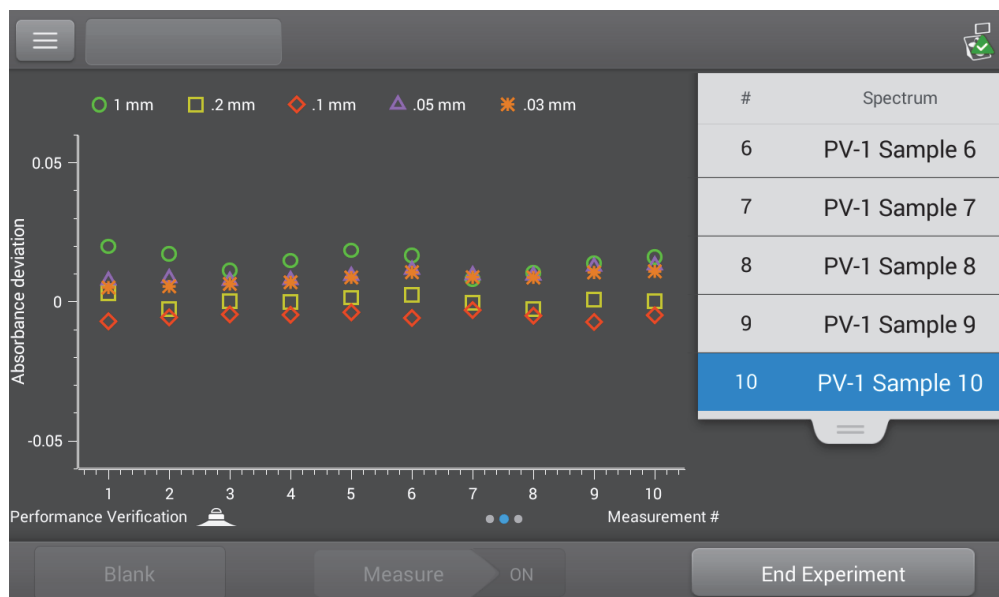 1 mm .2 mm .1 mm .05 mm .03 mm
# Spectrum
6 PV-1 Sample 6
7 PV-1 Sample 7
8 PV-1 Sample 8
9 PV-1 Sample 9
10 PV-1 Sample 10
Absorbance deviation
0.05
0
-0.05
1 2 3 4 5 6 7 8 9 10
Performance Verification
Measurement #
Blank
Measure ON
End Experiment